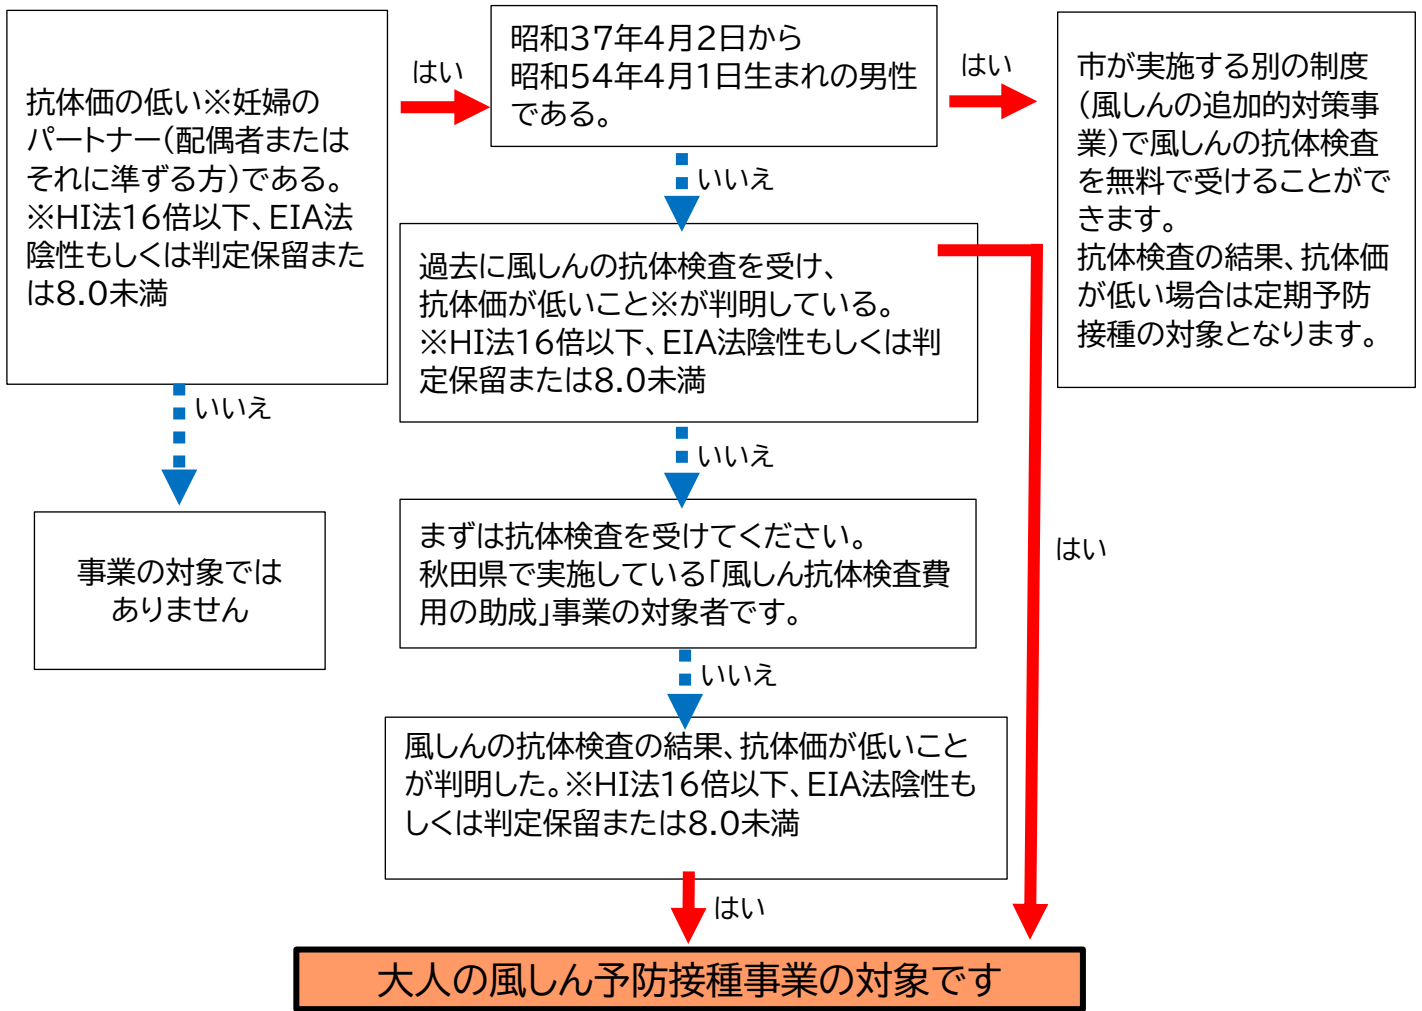 抗体価の低い※妊婦の
パートナー(配偶者または
それに準ずる方)である。
※HI法16倍以下、EIA法
陰性もしくは判定保留また
は8.0未満
はい
昭和37年4月2日から
昭和54年4月1日生まれの男性
である。
はい
市が実施する別の制度
(風しんの追加的対策事
業)で風しんの抗体検査
を無料で受けることがで
きます。
抗体検査の結果、抗体価
が低い場合は定期予防
接種の対象となります。
いいえ
過去に風しんの抗体検査を受け、
抗体価が低いこと※が判明している。
※HI法16倍以下、EIA法陰性もしくは判
定保留または8.0未満
いいえ
事業の対象では
ありません
いいえ
まずは抗体検査を受けてください。
秋田県で実施している「風しん抗体検査費
用の助成」事業の対象者です。
はい
いいえ
風しんの抗体検査の結果、抗体価が低いこと
が判明した。※HI法16倍以下、EIA法陰性も
しくは判定保留または8.0未満
はい
大人の風しん予防接種事業の対象です